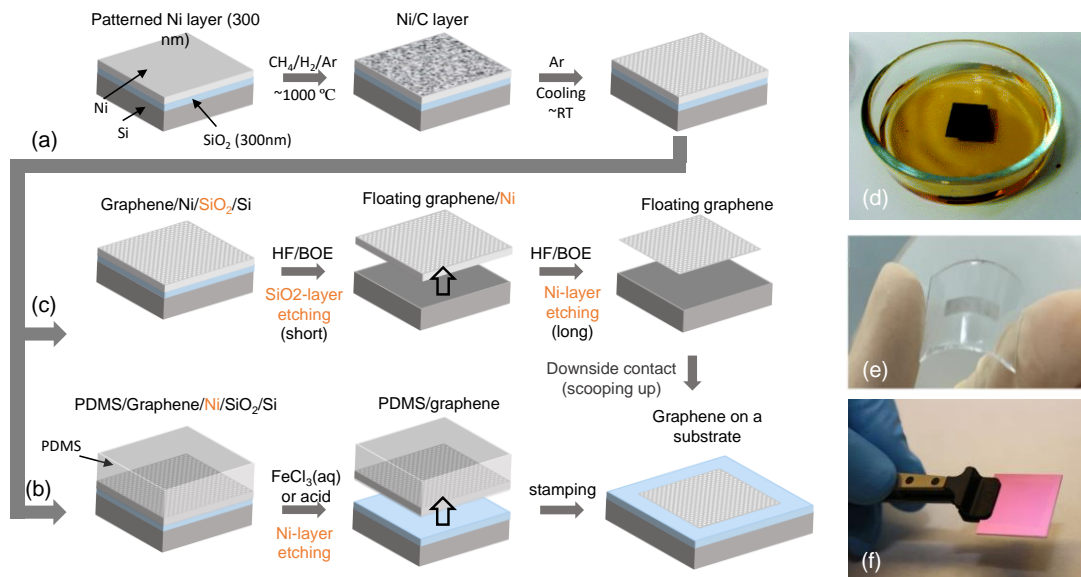 Patterned Ni layer (300
nm)
Ni/C layer
CH₄/H₂/Ar
~1000 ℃
Ar
Cooling
~RT
Ni
Si
SiO₂ (300nm)
(a)
(d)
Graphene/Ni/SiO₂/Si
Floating graphene/Ni
Floating graphene
HF/BOE
SiO2-layer
etching
(short)
HF/BOE
Ni-layer
etching
(long)
(c)
(e)
Downside contact
(scooping up)
PDMS/Graphene/Ni/SiO₂/Si
PDMS/graphene
Graphene on a
substrate
PDMS
(b)
FeCl₃(aq)
or acid
Ni-layer
etching
stamping
(f)